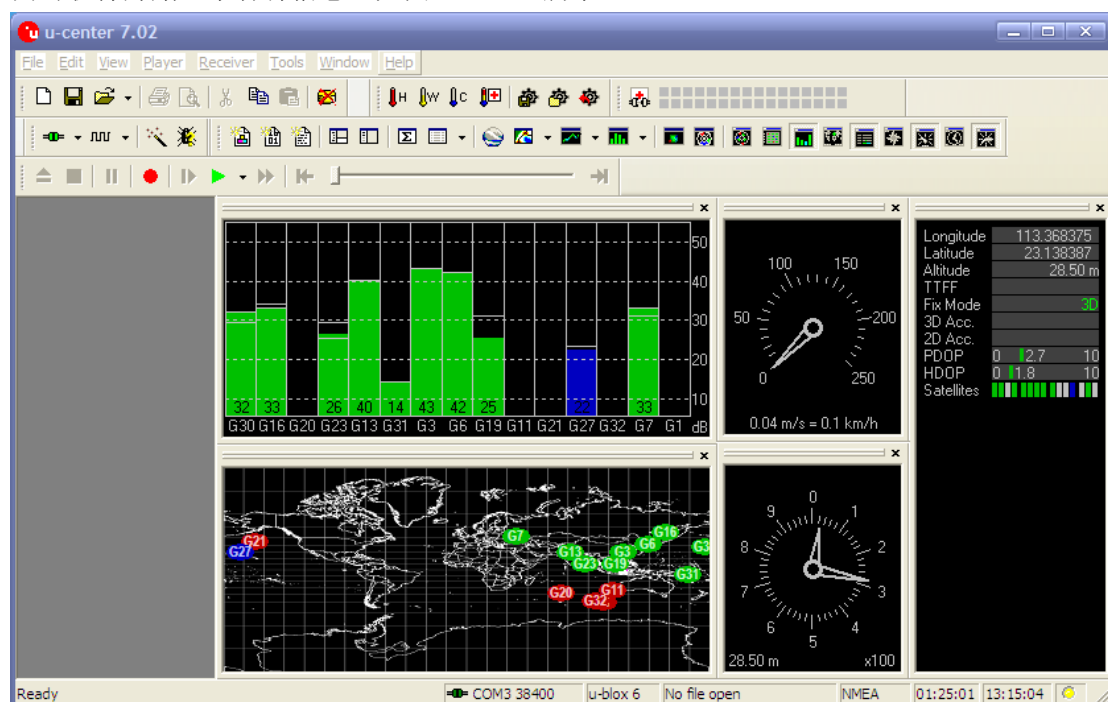 u-center 7.02
File Edit View Player Receiver Tools Window Help
H W C
50
40
30
20
10
32 33 26 40 14 43 42 25 22 33
G30 G16 G20 G23 G13 G31 G3 G6 G19 G11 G21 G27 G32 G7 G1 dB
0 50 100 150 200 250
0.04 m/s = 0.1 km/h
Longitude 113.368375
Latitude 23.138387
Altitude 28.50 m
TTFF
Fix Mode 3D
3D Acc.
2D Acc.
PDOP 0 2.7 10
HDOP 0 1.8 10
Satellites
G21 G27 G7 G16 G6 G3 G13 G3 G23 G19 G31 G20 G11 G32
0 1 2 3 4 5 6 7 8 9
28.50 m x100
Ready COM3 38400 u-blox 6 No file open NMEA 01:25:01 13:15:04